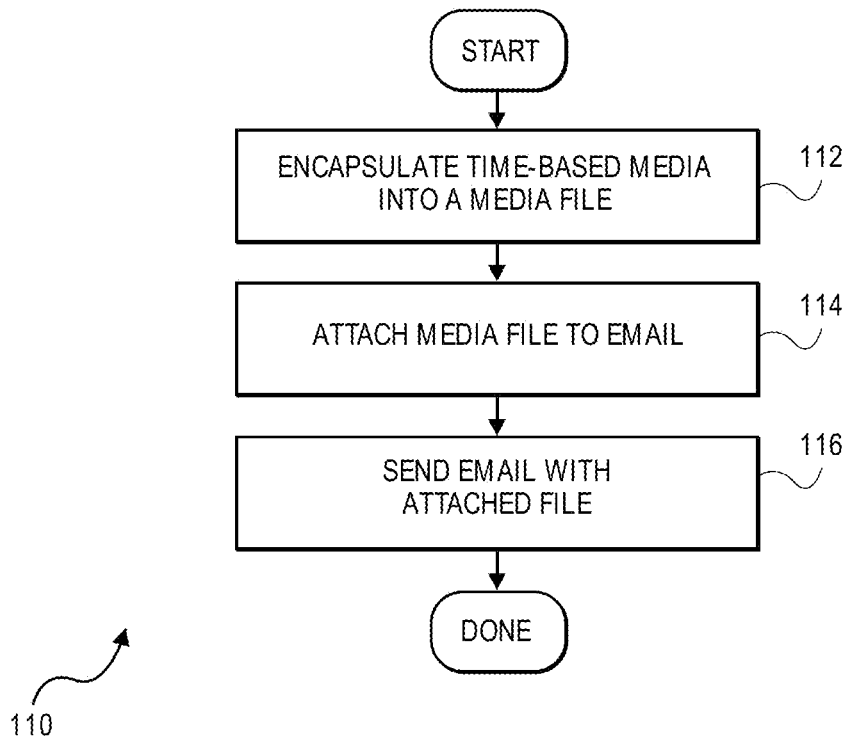 START
ENCAPSULATE TIME-BASED MEDIA
INTO A MEDIA FILE
112
ATTACH MEDIA FILE TO EMAIL
114
SEND EMAIL WITH
ATTACHED FILE
116
DONE
110